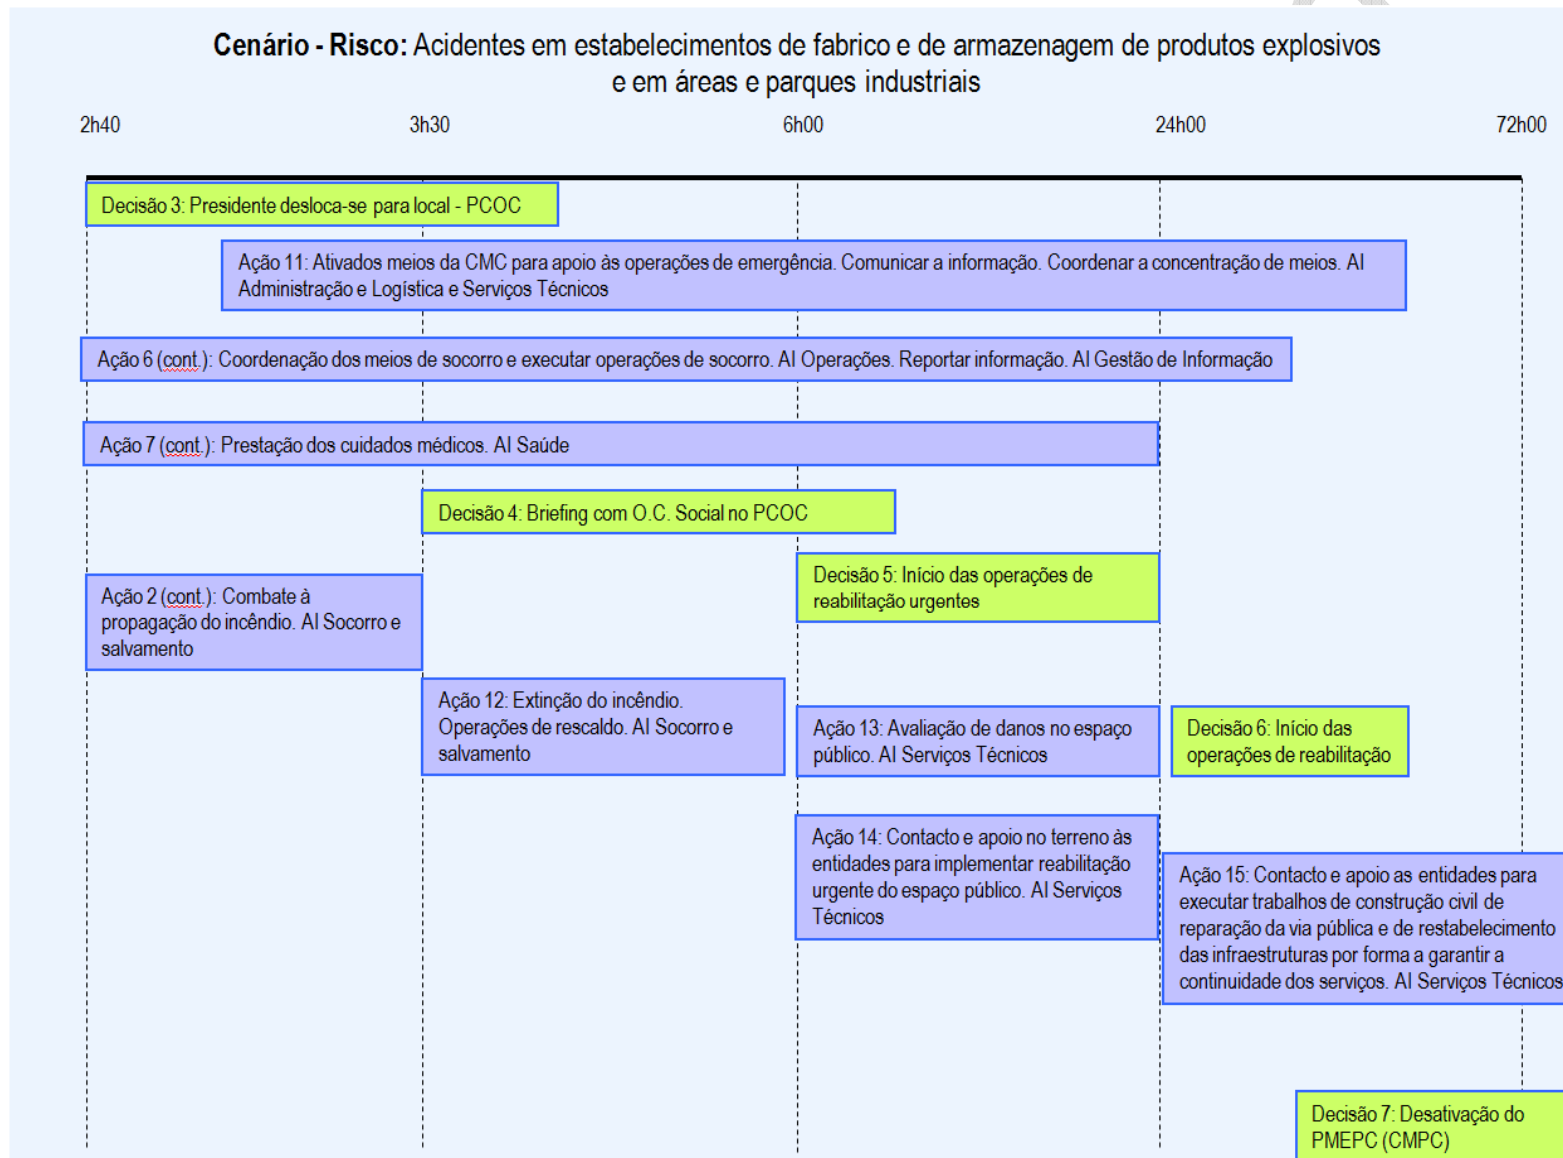 Cenário - Risco: Acidentes em estabelecimentos de fabrico e de armazenagem de produtos explosivos
e em áreas e parques industriais
2h40 3h30 6h00 24h00 72h00
Decisão 3: Presidente desloca-se para local - PCOC
Ação 11: Ativados meios da CMC para apoio às operações de emergência. Comunicar a informação. Coordenar a concentração de meios. AI
Administração e Logística e Serviços Técnicos
Ação 6 (cont.): Coordenação dos meios de socorro e executar operações de socorro. AI Operações. Reportar informação. AI Gestão de Informação
Ação 7 (cont.): Prestação dos cuidados médicos. AI Saúde
Decisão 4: Briefing com O.C. Social no PCOC
Decisão 5: Início das operações de
reabilitação urgentes
Ação 2 (cont.): Combate à
propagação do incêndio. AI Socorro e
salvamento
Ação 12: Extinção do incêndio.
Operações de rescaldo. AI Socorro e
salvamento
Ação 13: Avaliação de danos no espaço
público. AI Serviços Técnicos
Decisão 6: Início das
operações de reabilitação
Ação 14: Contacto e apoio no terreno às
entidades para implementar reabilitação
urgente do espaço público. AI Serviços
Técnicos
Ação 15: Contacto e apoio as entidades para
executar trabalhos de construção civil de
reparação da via pública e de restabelecimento
das infraestruturas por forma a garantir a
continuidade dos serviços. AI Serviços Técnicos
Decisão 7: Desativação do
PMEPC (CMPC)